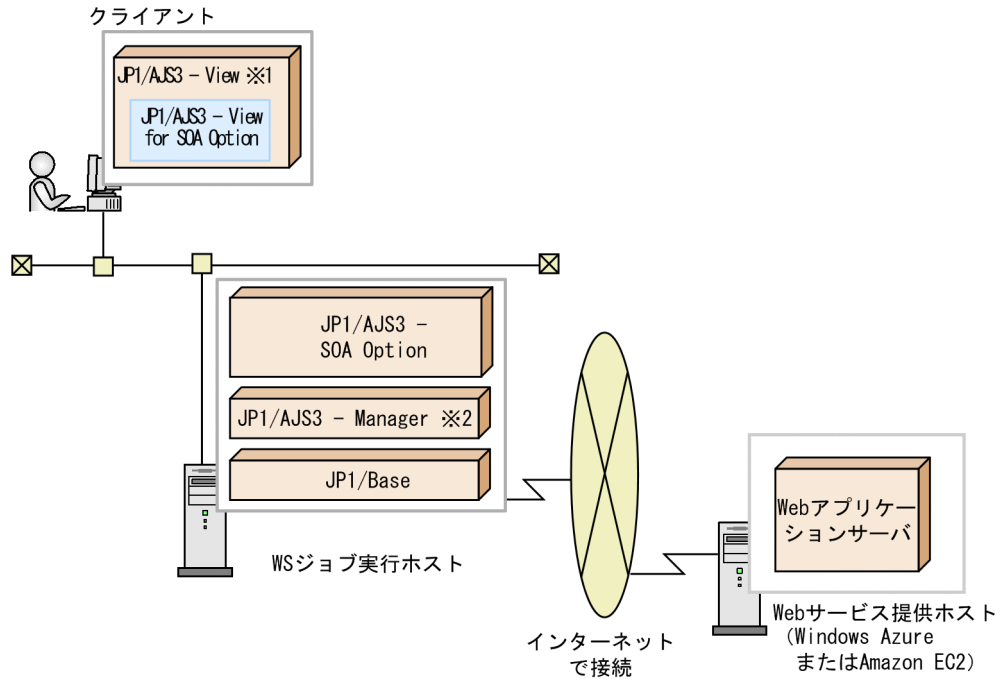 クライアント
JP1/AJS3 − View ※1
JP1/AJS3 − View
for SOA Option
JP1/AJS3 −
SOA Option
JP1/AJS3 − Manager ※2
JP1/Base
WSジョブ実行ホスト
インターネット
で接続
Webアプリケー
ションサーバ
Webサービス提供ホスト
（Windows Azure
またはAmazon EC2）